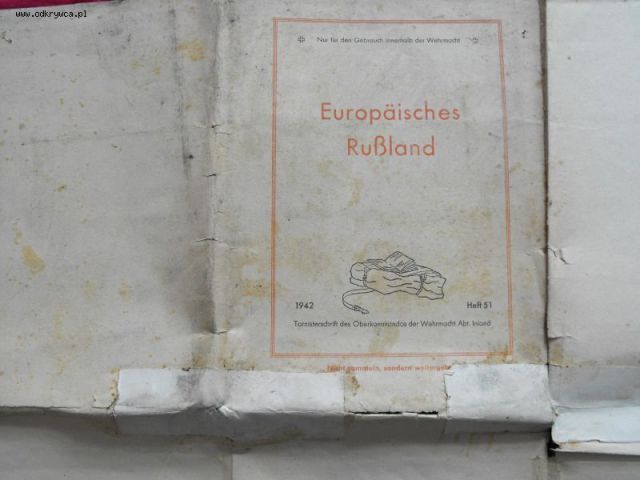 www.odkrywca.pl
Nur für den Gebrauch innerhalb der Wehrmacht
Europäisches
Rußland
1942 Heft 51
Tornisterschrift des Oberkommandos der Wehrmacht Abt. Inland
Nicht sammeln, sondern weitergeben